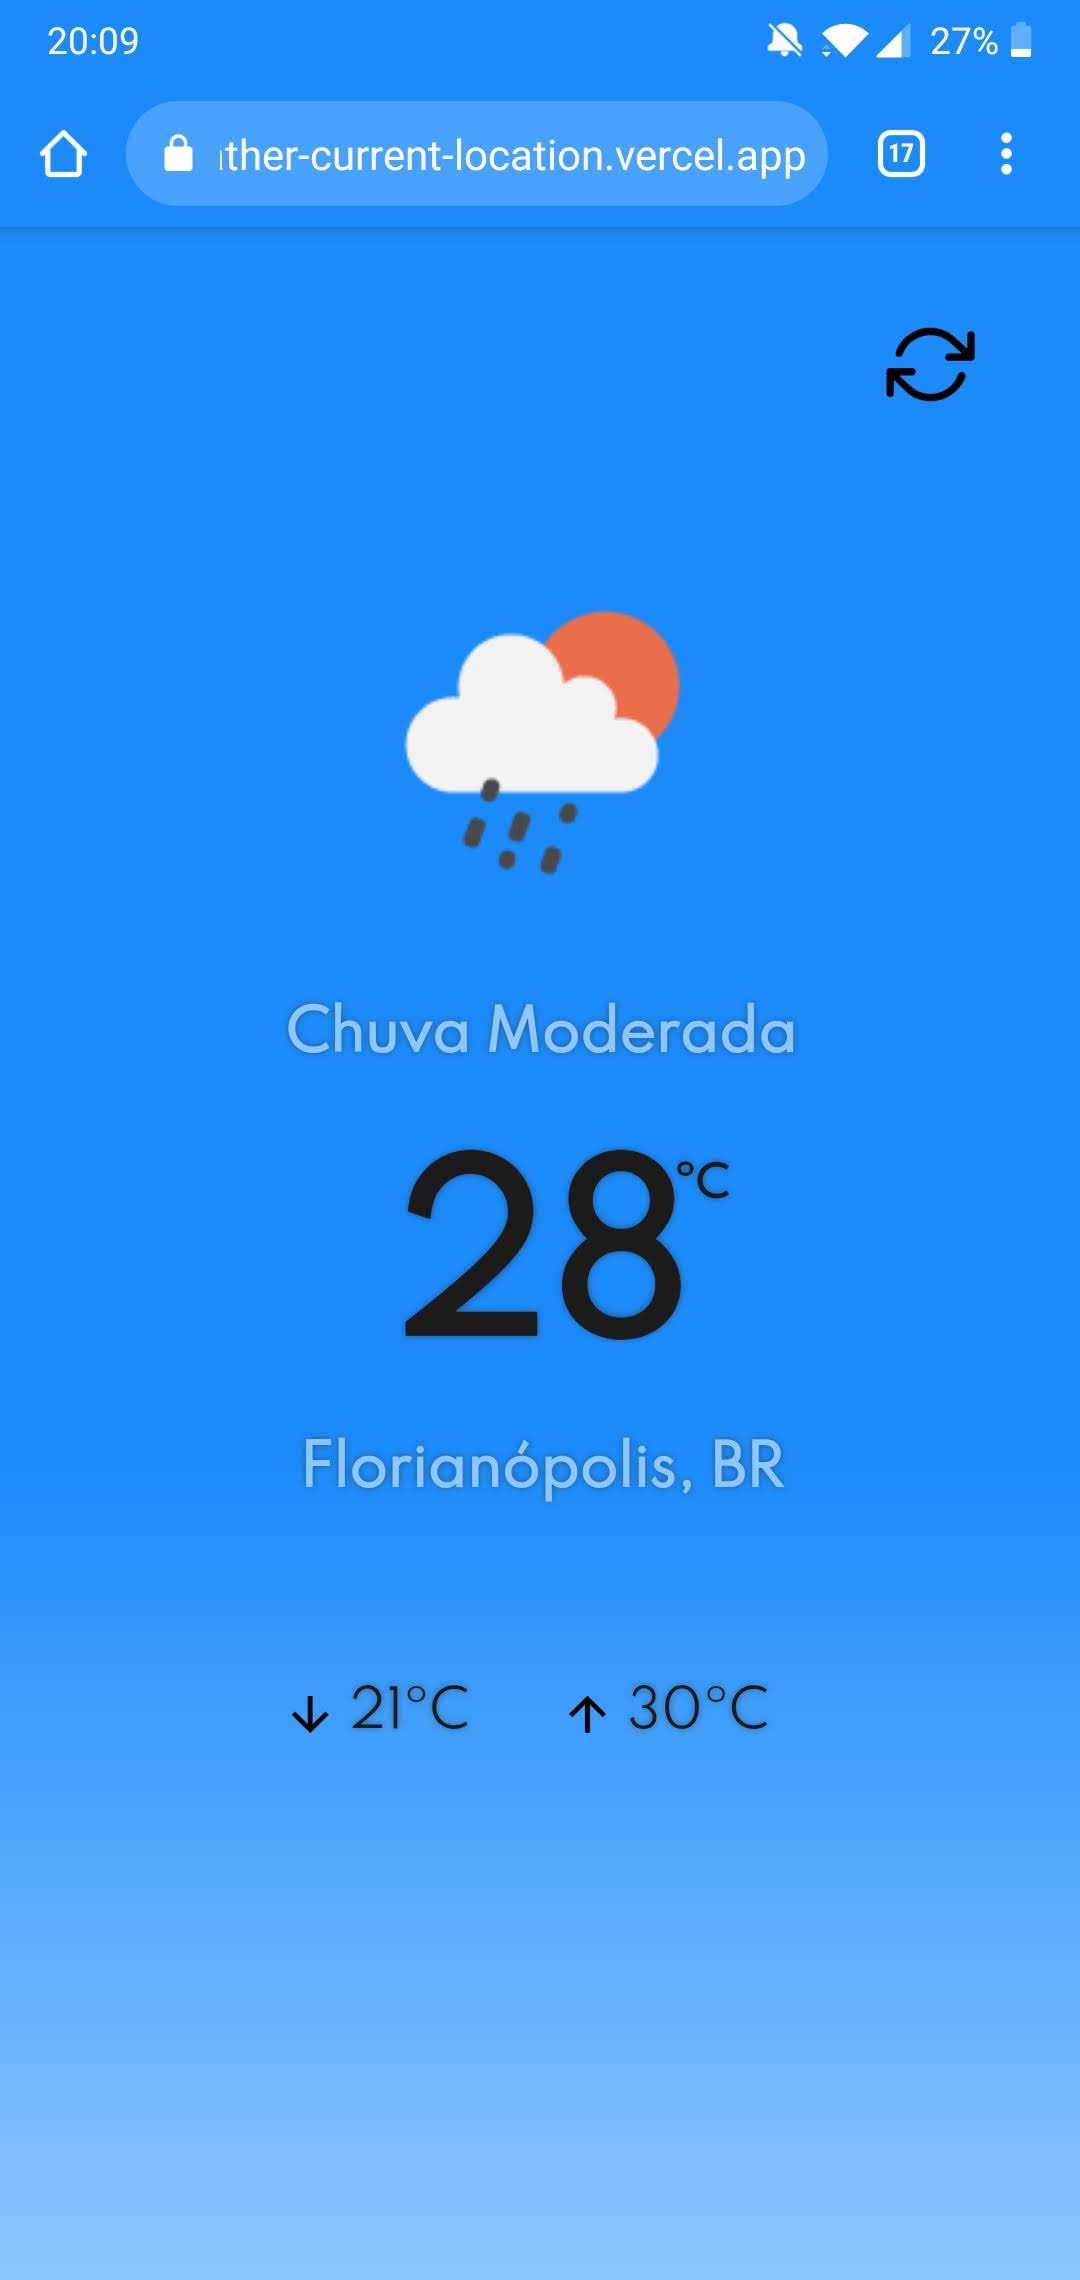 20:09
27%
ther-current-location.vercel.app
17
Chuva Moderada
28°C
Florianópolis, BR
21°C
30°C